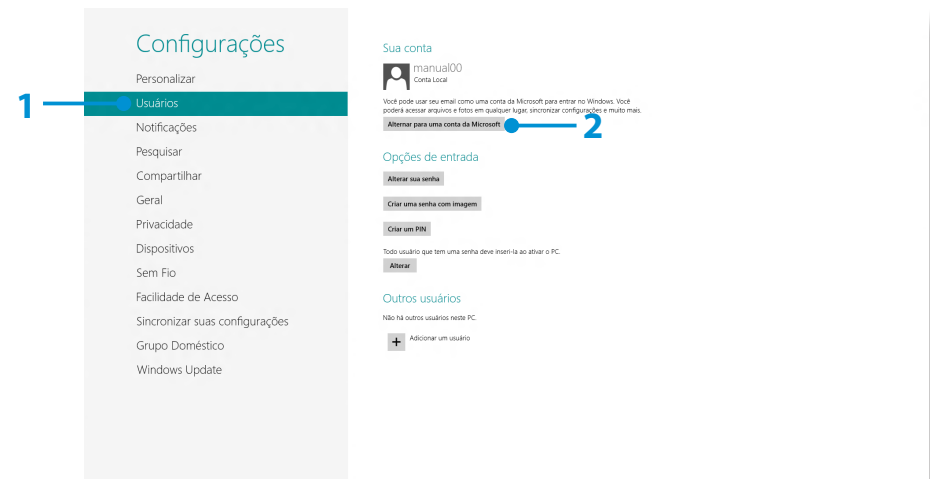 Configurações
Personalizar
1
Usuários
Notificações
Pesquisar
Compartilhar
Geral
Privacidade
Dispositivos
Sem Fio
Facilidade de Acesso
Sincronizar suas configurações
Grupo Doméstico
Windows Update
Sua conta
manual00
Conta Local
Você pode usar seu email como uma conta da Microsoft para entrar no Windows. Você
poderá acessar arquivos e fotos em qualquer lugar, sincronizar configurações e muito mais.
Alternar para uma conta da Microsoft
2
Opções de entrada
Alterar sua senha
Criar uma senha com imagem
Criar um PIN
Todo usuário que tem uma senha deve inseri-la ao ativar o PC.
Alterar
Outros usuários
Não há outros usuários neste PC.
+ Adicionar um usuário